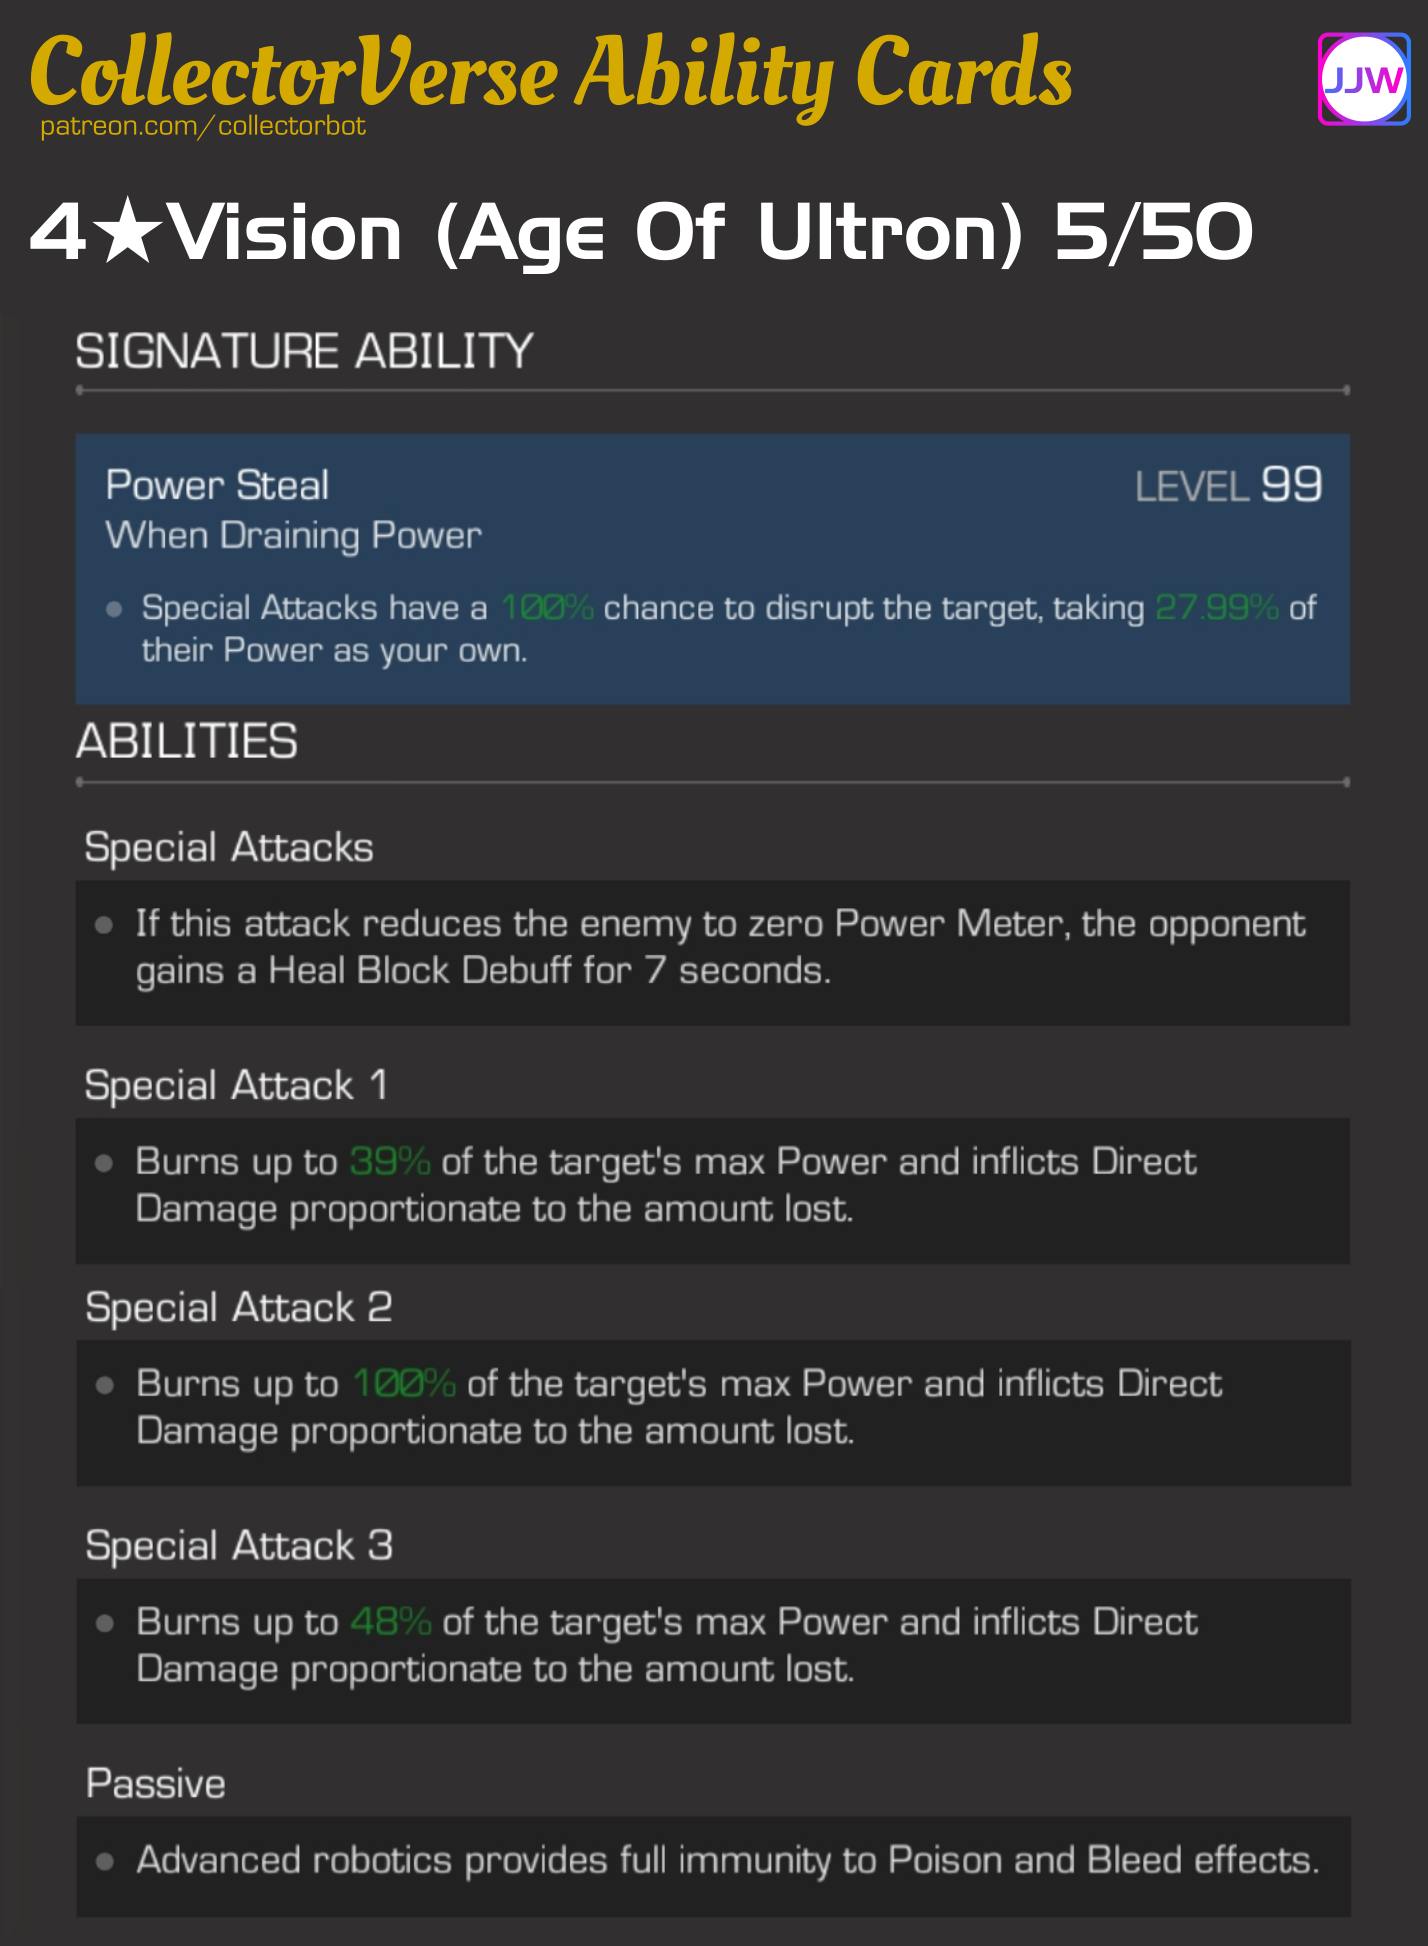 CollectorVerse Ability Cards
patreon.com/collectorbot
JJW
4★Vision (Age Of Ultron) 5/50
SIGNATURE ABILITY
Power Steal
LEVEL 99
When Draining Power
Special Attacks have a 100% chance to disrupt the target, taking 27.99% of
their Power as your own.
ABILITIES
Special Attacks
If this attack reduces the enemy to zero Power Meter, the opponent
gains a Heal Block Debuff for 7 seconds.
Special Attack 1
Burns up to 39% of the target's max Power and inflicts Direct
Damage proportionate to the amount lost.
Special Attack 2
Burns up to 100% of the target's max Power and inflicts Direct
Damage proportionate to the amount lost.
Special Attack 3
Burns up to 48% of the target's max Power and inflicts Direct
Damage proportionate to the amount lost.
Passive
Advanced robotics provides full immunity to Poison and Bleed effects.